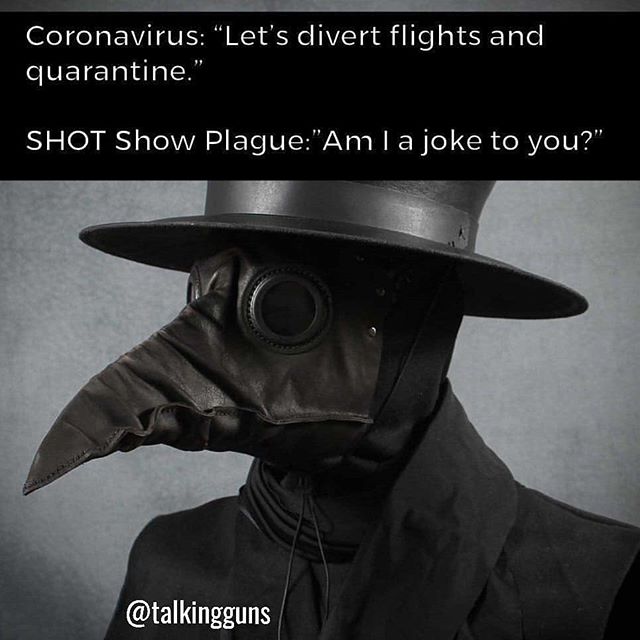 Coronavirus: “Let’s divert flights and
quarantine.”
SHOT Show Plague:”Am I a joke to you?”
@talkingguns